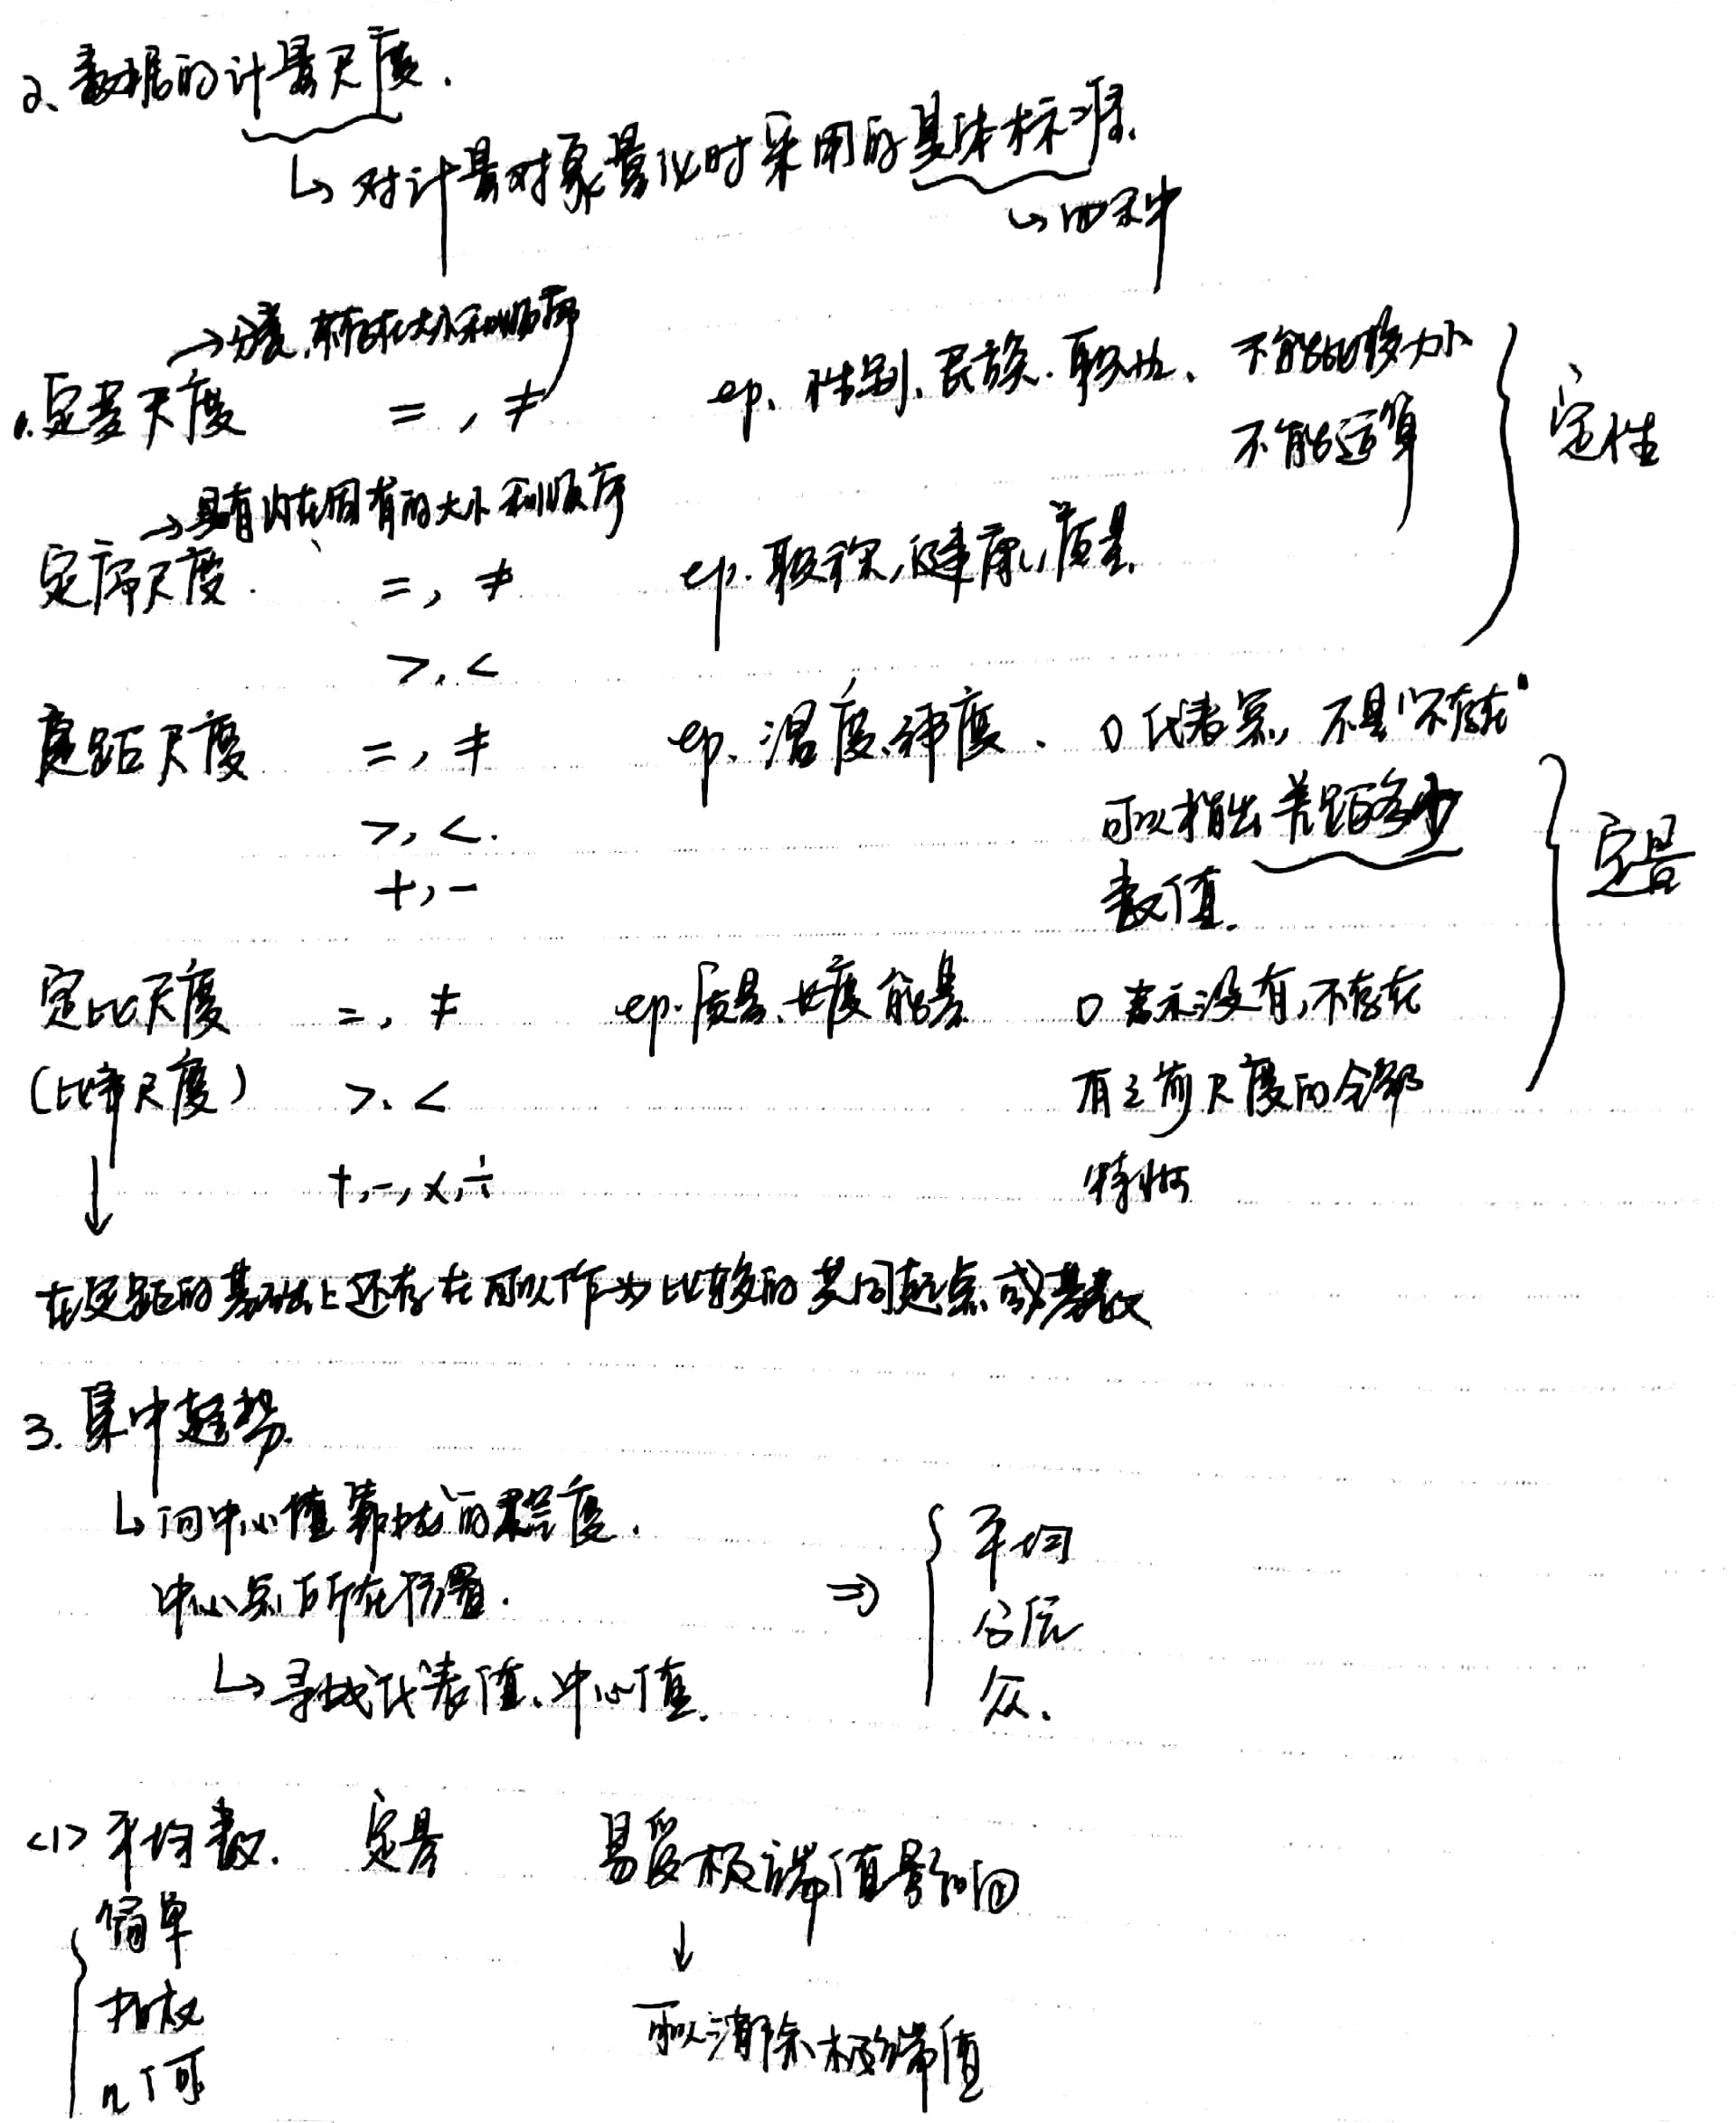 2、数据的计量尺度.
↳ 对计量对象量化时采用的具体标准.
↳ 四种
→分类,不存在大小和顺序
1.定类尺度 =,≠ ep. 性别、民族.职业. 不能比较大小
不能运算
定性
→具有内在固有的大小和顺序
定序尺度. =,≠ ep.职称,健康,质量.
>,<
定距尺度 =,≠ ep. 温度,纬度. 0代表零, 不是"不存在"
>,<. 可以指出差距多少
+,- 数值.
定量
定比尺度 =,≠ ep.质量、长度 能量 0 表示没有,不存在
(比率尺度) >.< 有之前尺度的全部
+,-,×,÷ 特性
↓
在定距的基础上还存在可以作为比较的共同起点或基数
3. 集中趋势.
↳向中心值靠拢的程度.
中心点所在位置. ⇒ 平均
分位
↳寻找代表值、中心值. 众.
<1>平均数. 定量 易受极端值影响
简单 ↓
加权 可以消除极端值
几何